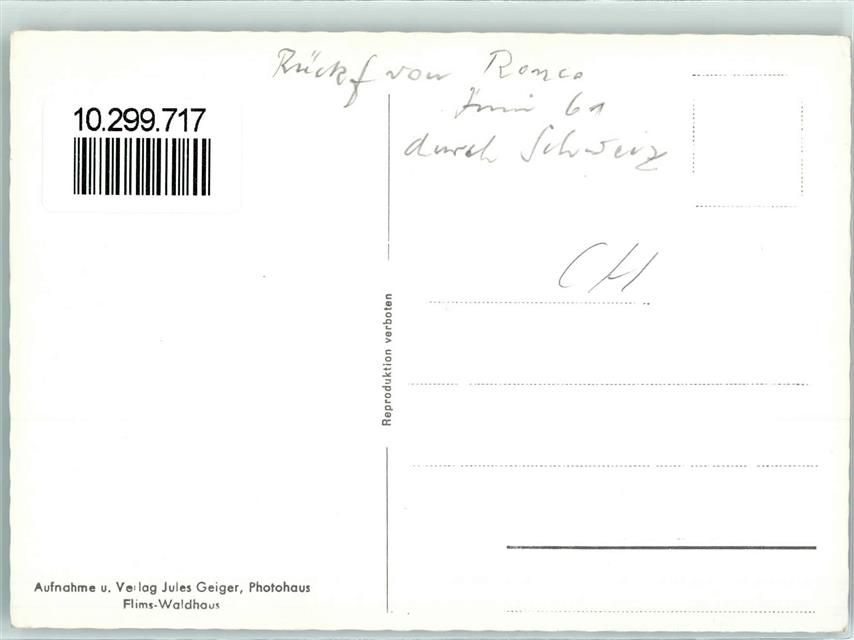 Rückf von Ronco
Juni 61
durch Schweiz
10.299.717
CH
Reproduktion verboten
Aufnahme u. Verlag Jules Geiger, Photohaus
Flims-Waldhaus